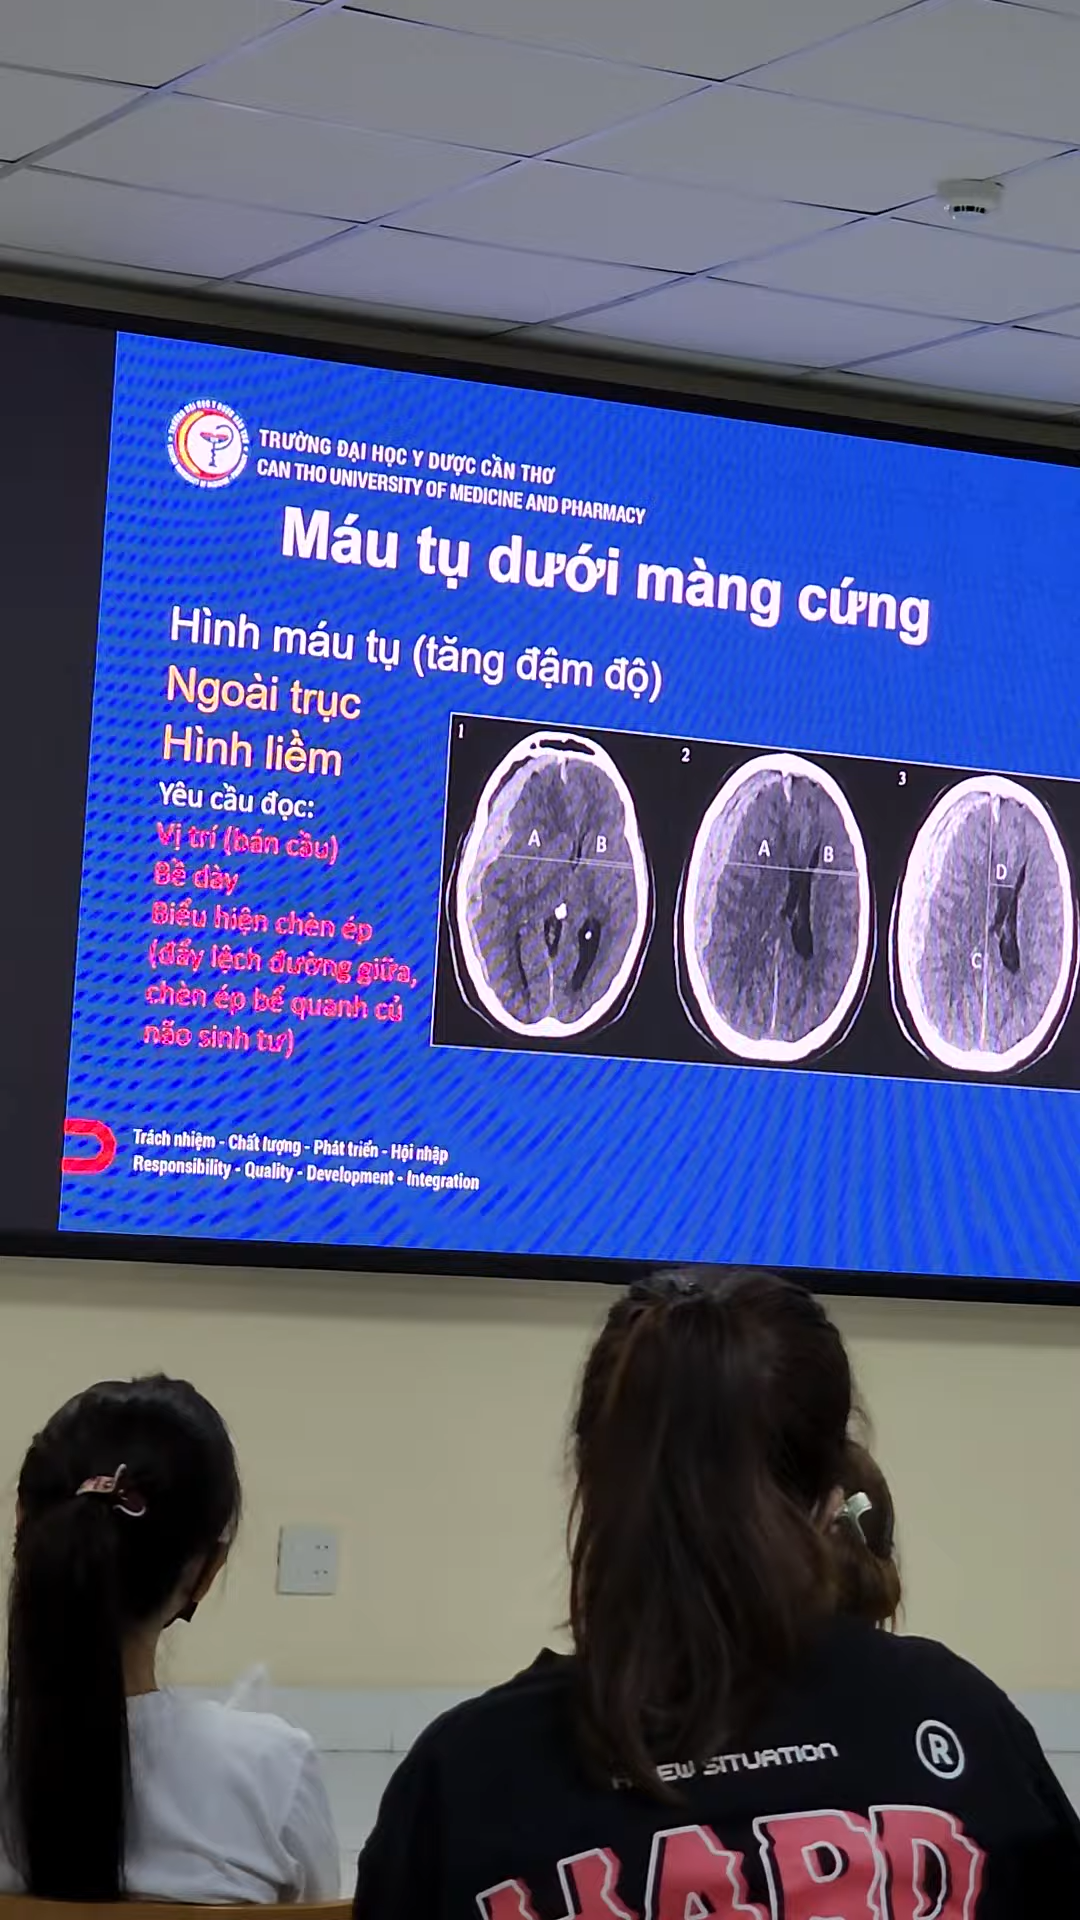 TRƯỜNG ĐẠI HỌC Y DƯỢC CẦN THƠ
CAN THO UNIVERSITY OF MEDICINE AND PHARMACY
Máu tụ dưới màng cứng
Hình máu tụ (tăng đậm độ)
Ngoài trục
Hình liềm
Yêu cầu đọc:
Vị trí (bán cầu)
Bề dày
Biểu hiện chèn ép
(đẩy lệch đường giữa,
chèn ép bể quanh củ
não sinh tư)
1
2
3
A
B
A
B
D
C
Trách nhiệm - Chất lượng - Phát triển - Hội nhập
Responsibility - Quality - Development - Integration
NEW SITUATION
®
HARD